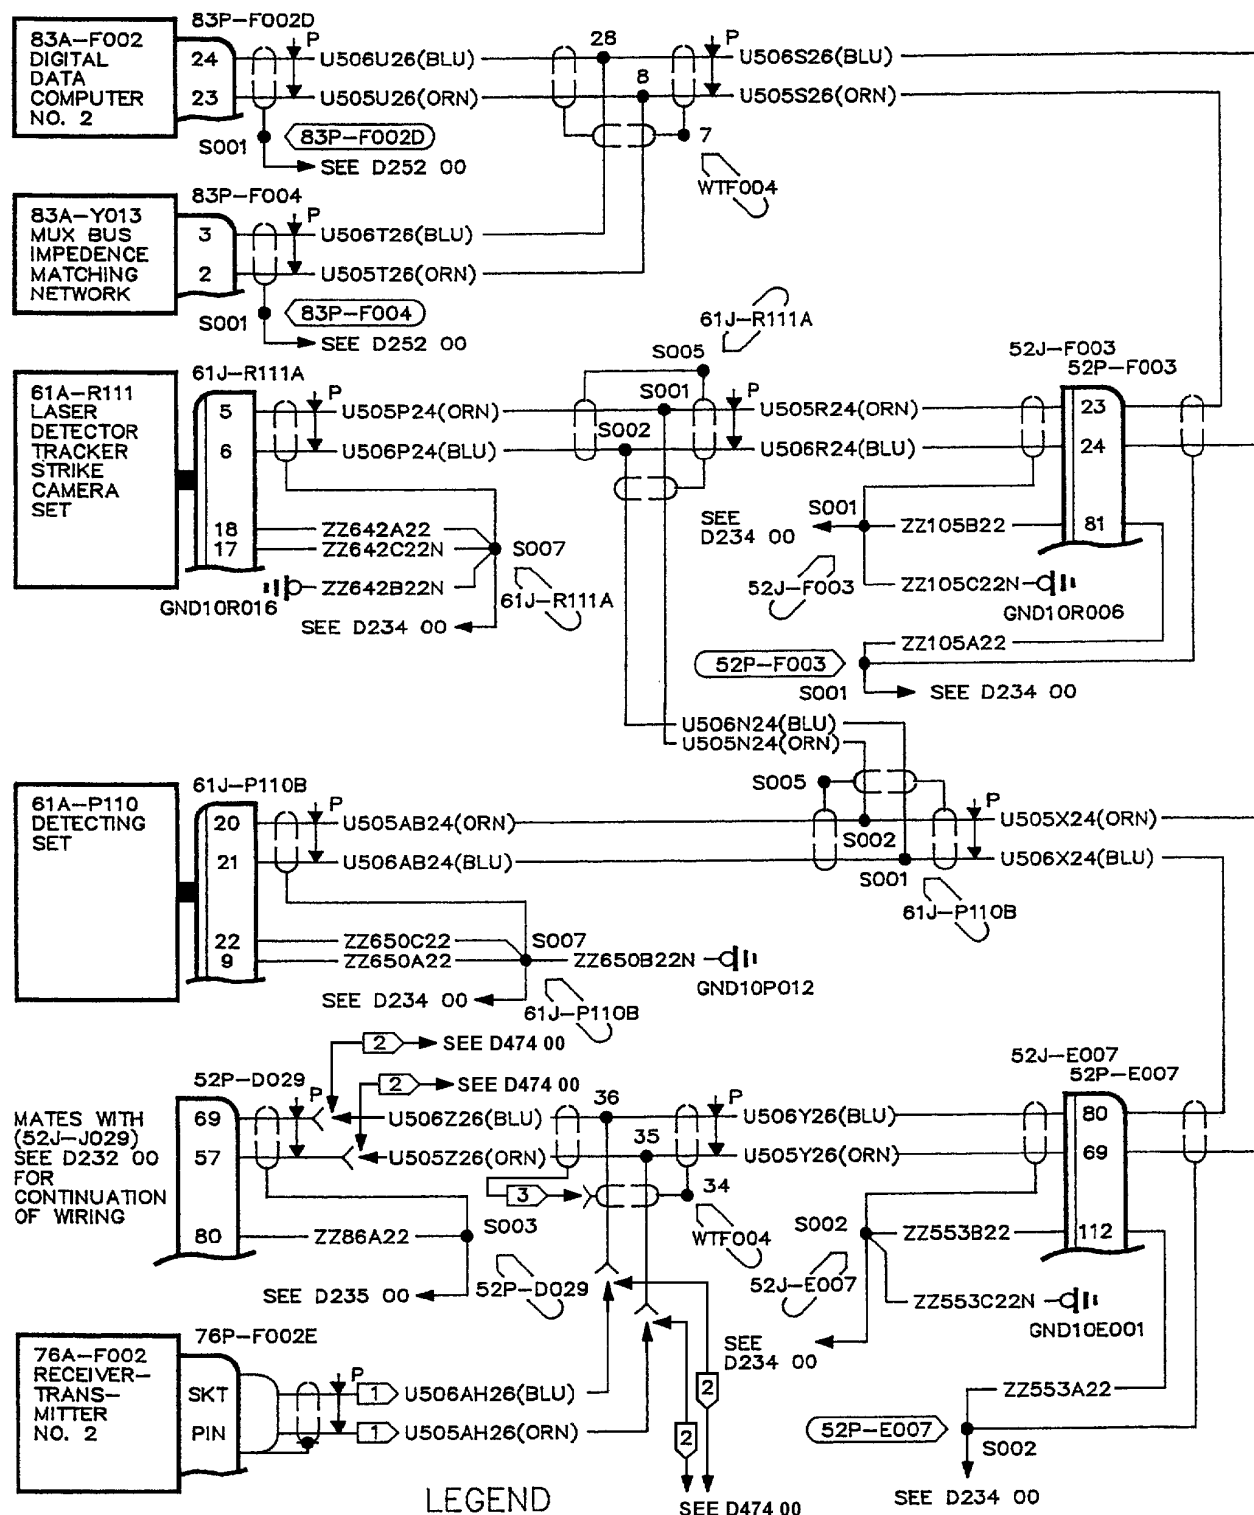 83P-F002D
83A-F002
DIGITAL
DATA
COMPUTER
NO. 2
24
23
P
U506U26(BLU)
U505U26(ORN)
28
8
P
U506S26(BLU)
U505S26(ORN)
S001
83P-F002D
SEE D252 00
7
WTF004
83P-F004
83A-Y013
MUX BUS
IMPEDENCE
MATCHING
NETWORK
3
2
P
U506T26(BLU)
U505T26(ORN)
S001
83P-F004
SEE D252 00
61J-R111A
S005
52J-F003
52P-F003
61J-R111A
61A-R111
LASER
DETECTOR
TRACKER
STRIKE
CAMERA
SET
5
6
18
17
P
U505P24(ORN)
U506P24(BLU)
S001
S002
P
U505R24(ORN)
U506R24(BLU)
23
24
81
ZZ642A22
ZZ642C22N
ZZ642B22N
S007
GND10R016
61J-R111A
SEE D234 00
SEE
D234 00
S001
ZZ105B22
52J-F003
ZZ105C22N
GND10R006
ZZ105A22
52P-F003
S001
SEE D234 00
U506N24(BLU)
U505N24(ORN)
61J-P110B
61A-P110
DETECTING
SET
20
21
22
9
P
U505AB24(ORN)
U506AB24(BLU)
S005
S002
S001
P
U505X24(ORN)
U506X24(BLU)
61J-P110B
ZZ650C22
ZZ650A22
S007
ZZ650B22N
GND10P012
SEE D234 00
61J-P110B
2
SEE D474 00
2
SEE D474 00
52P-D029
MATES WITH
(52J-J029)
SEE D232 00
FOR
CONTINUATION
OF WIRING
69
57
80
P
U506Z26(BLU)
U505Z26(ORN)
36
35
P
U506Y26(BLU)
U505Y26(ORN)
52J-E007
52P-E007
80
69
112
3
34
ZZ86A22
S003
WTF004
52P-D029
SEE D235 00
S002
ZZ553B22
52J-E007
ZZ553C22N
GND10E001
SEE
D234 00
ZZ553A22
52P-E007
S002
SEE D234 00
76P-F002E
76A-F002
RECEIVER-
TRANS-
MITTER
NO. 2
SKT
PIN
P
1
U506AH26(BLU)
1
U505AH26(ORN)
2
2
SEE D474 00
LEGEND